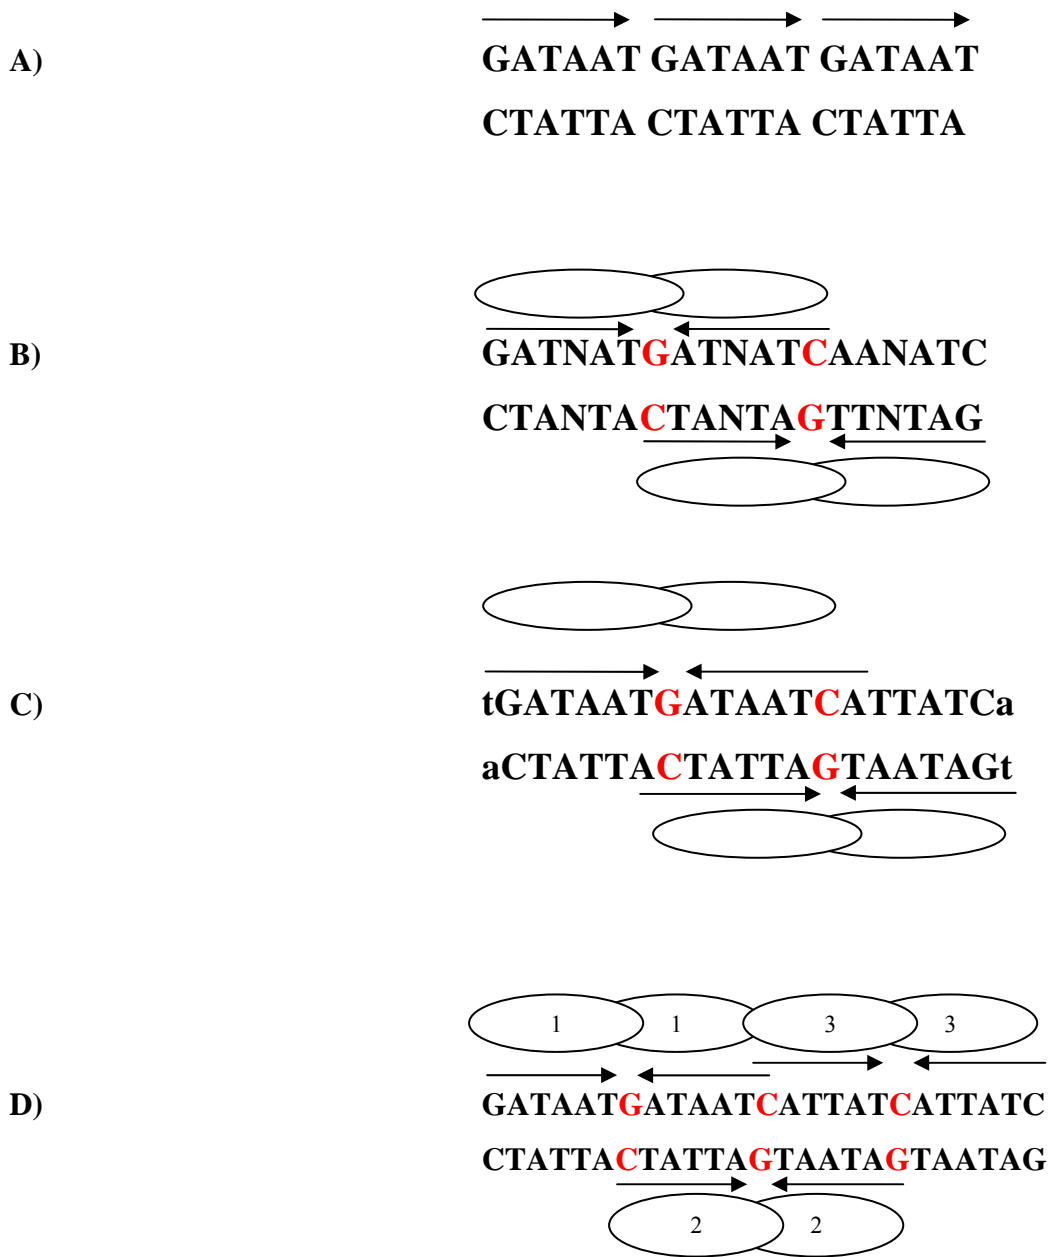 A) GATAAT GATAAT GATAAT
CTATTA CTATTA CTATTA
B) GATNATGATNATCAANATC
CTANTACTANTAGTTNTAG
C) tGATAATGATAATCATTATCa
aCTATTACTATTAGTAATAGt
1 1 3 3
D) GATAATGATAATCATTATCATTATC
CTATTACTATTAGTAATAGTAATAG
2 2